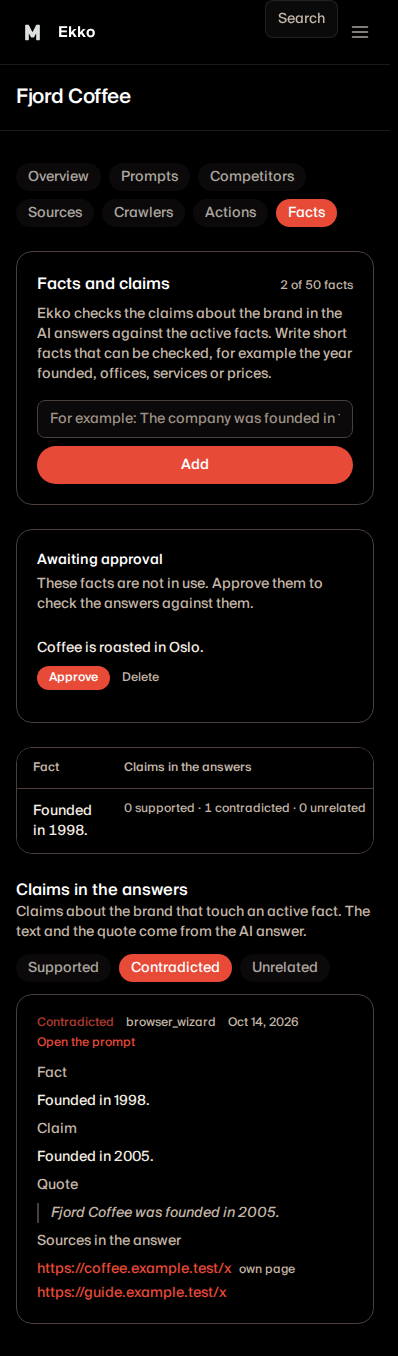 Search
Ekko
Fjord Coffee
Overview Prompts Competitors
Sources Crawlers Actions Facts
Facts and claims 2 of 50 facts
Ekko checks the claims about the brand in the
AI answers against the active facts. Write short
facts that can be checked, for example the year
founded, offices, services or prices.
For example: The company was founded in
Add
Awaiting approval
These facts are not in use. Approve them to
check the answers against them.
Coffee is roasted in Oslo.
Approve Delete
Fact Claims in the answers
Founded 0 supported · 1 contradicted · 0 unrelated
in 1998.
Claims in the answers
Claims about the brand that touch an active fact. The
text and the quote come from the AI answer.
Supported Contradicted Unrelated
Contradicted browser_wizard Oct 14, 2026
Open the prompt
Fact
Founded in 1998.
Claim
Founded in 2005.
Quote
Fjord Coffee was founded in 2005.
Sources in the answer
https://coffee.example.test/x own page
https://guide.example.test/x